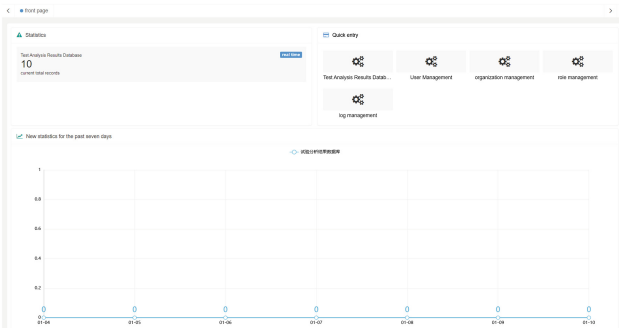 front page
Statistics
Test Analysis Results Database
real time
10
current total records
Quick entry
Test Analysis Results Datab...
User Management
organization management
role management
log management
New statistics for the past seven days
试验分析结果数据库
1
0.8
0.6
0.4
0.2
0
0 0 0 0 0 0 0
01-04 01-05 01-06 01-07 01-08 01-09 01-10